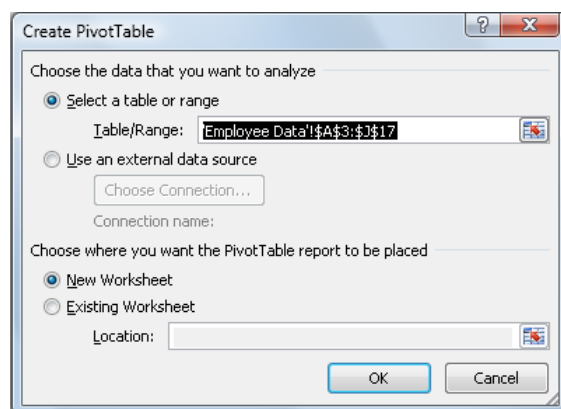 Create PivotTable
Choose the data that you want to analyze
Select a table or range
Table/Range: 'Employee Data'!$A$3:$J$17
Use an external data source
Choose Connection...
Connection name:
Choose where you want the PivotTable report to be placed
New Worksheet
Existing Worksheet
Location:
OK Cancel